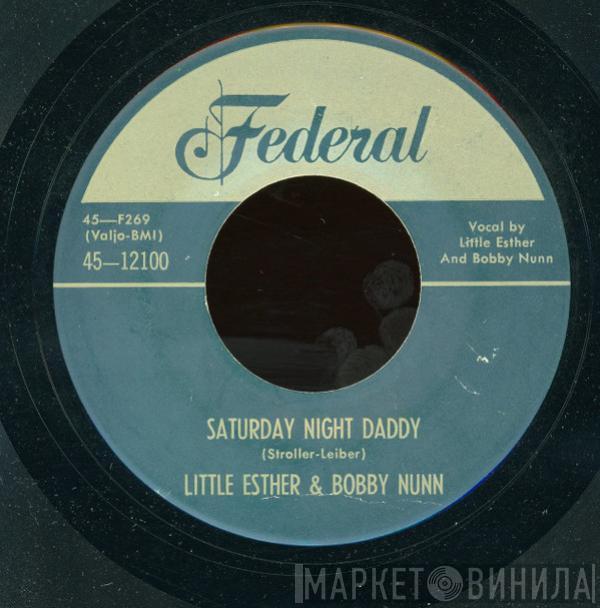 Federal
45—F269
(Valjo-BMI)
45—12100
Vocal by
Little Esther
And Bobby Nunn
SATURDAY NIGHT DADDY
(Stroller-Leiber)
LITTLE ESTHER & BOBBY NUNN
МАРКЕТ ВИНИЛА